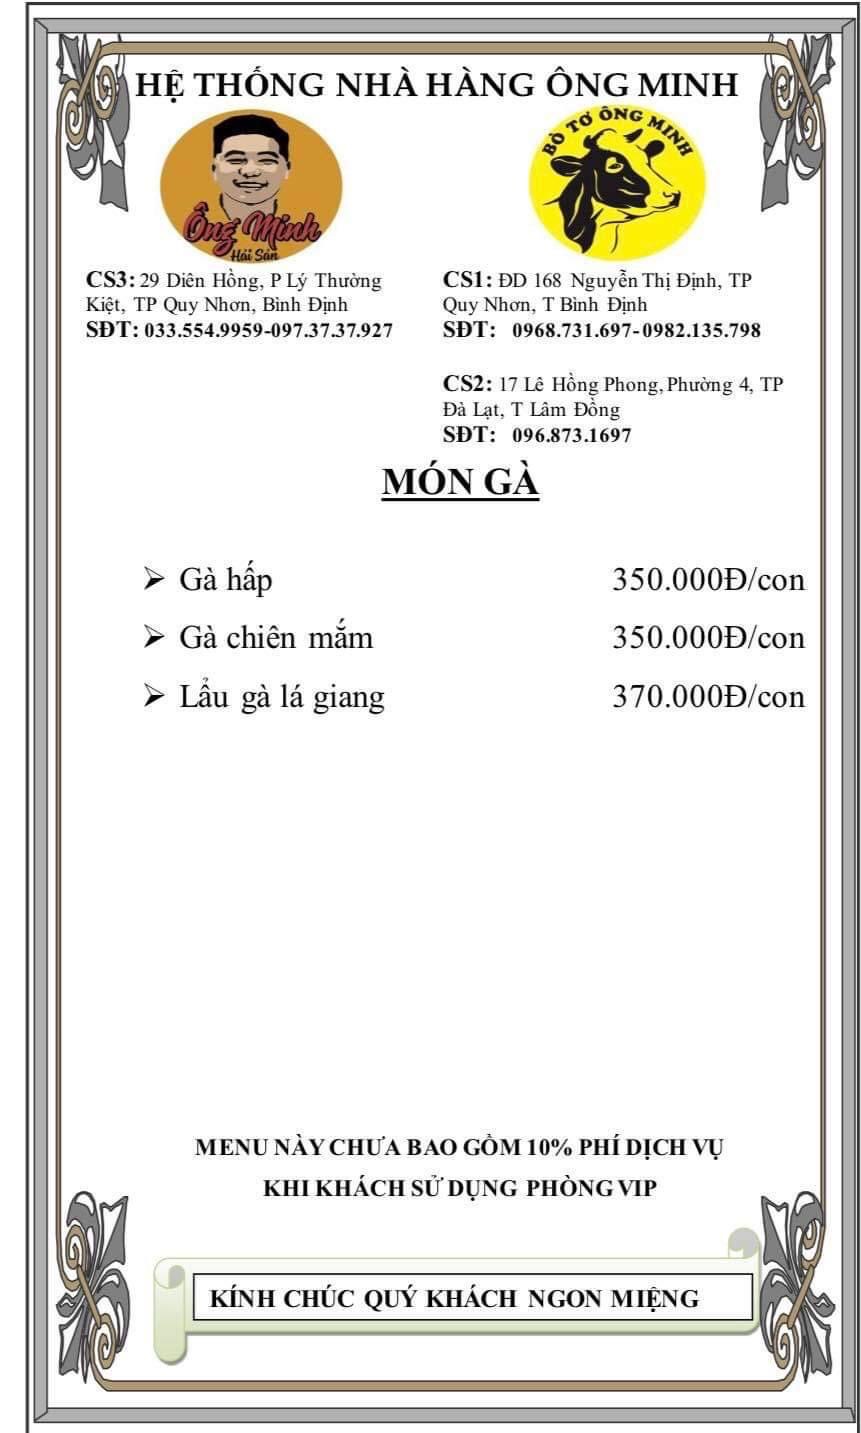 HỆ THỐNG NHÀ HÀNG ÔNG MINH
Ông Minh
Hải Sản
BÒ TƠ ÔNG MINH
CS3: 29 Diên Hồng, P Lý Thường
Kiệt, TP Quy Nhơn, Bình Định
SĐT: 033.554.9959-097.37.37.927
CS1: ĐD 168 Nguyễn Thị Định, TP
Quy Nhơn, T Bình Định
SĐT: 0968.731.697-0982.135.798
CS2: 17 Lê Hồng Phong, Phường 4, TP
Đà Lạt, T Lâm Đồng
SĐT: 096.873.1697
MÓN GÀ
➢ Gà hấp 350.000Đ/con
➢ Gà chiên mắm 350.000Đ/con
➢ Lẩu gà lá giang 370.000Đ/con
MENU NÀY CHƯA BAO GỒM 10% PHÍ DỊCH VỤ
KHI KHÁCH SỬ DỤNG PHÒNG VIP
KÍNH CHÚC QUÝ KHÁCH NGON MIỆNG